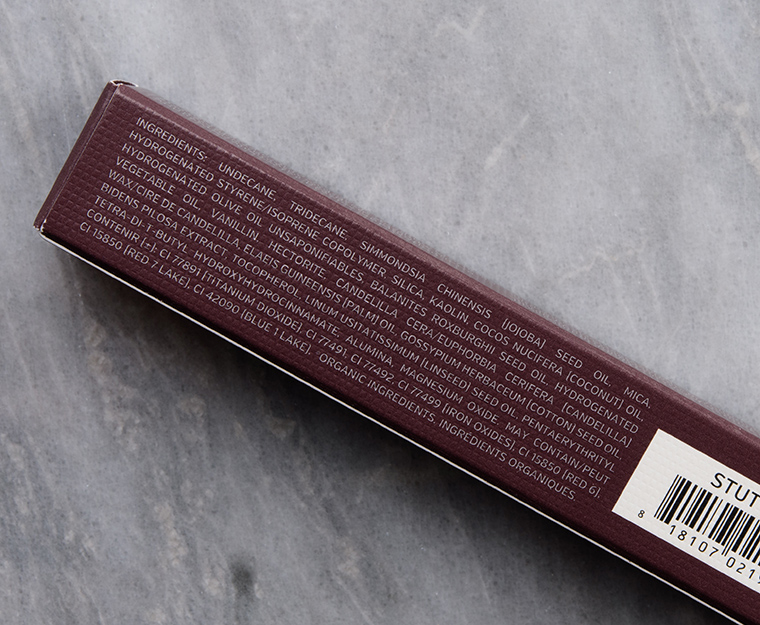 INGREDIENTS: UNDECANE, TRIDECANE, SIMMONDSIA CHINENSIS (JOJOBA) SEED OIL, MICA,
HYDROGENATED STYRENE/ISOPRENE COPOLYMER, SILICA, KAOLIN, COCOS NUCIFERA (COCONUT) OIL,
HYDROGENATED OLIVE OIL UNSAPONIFIABLES, BALANITES ROXBURGHII SEED OIL, HYDROGENATED
VEGETABLE OIL, VANILLIN, HECTORITE, CANDELILLA CERA/EUPHORBIA CERIFERA (CANDELILLA)
WAX/CIRE DE CANDELILLA, ELAEIS GUINEENSIS (PALM) OIL, GOSSYPIUM HERBACEUM (COTTON) SEED OIL,
BIDENS PILOSA EXTRACT, TOCOPHEROL, LINUM USITATISSIMUM (LINSEED) SEED OIL, PENTAERYTHRITYL
TETRA-DI-T-BUTYL HYDROXYHYDROCINNAMATE, ALUMINA, MAGNESIUM OXIDE. MAY CONTAIN/PEUT
CONTENIR (±): CI 77891 (TITANIUM DIOXIDE), CI 77491, CI 77492, CI 77499 (IRON OXIDES), CI 15850 (RED 6),
CI 15850 (RED 7 LAKE), CI 42090 (BLUE 1 LAKE). ORGANIC INGREDIENTS. INGRÉDIENTS ORGANIQUES.
STUT
8 18107 0219